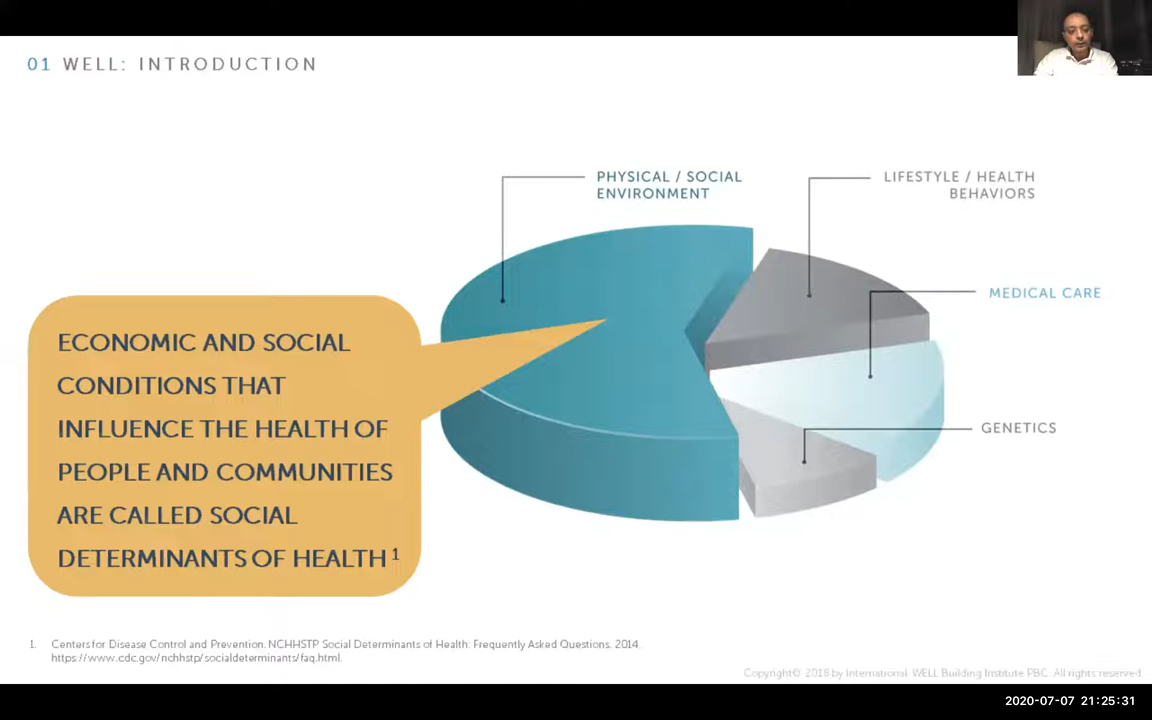 01 WELL: INTRODUCTION
PHYSICAL / SOCIAL
ENVIRONMENT
LIFESTYLE / HEALTH
BEHAVIORS
MEDICAL CARE
GENETICS
ECONOMIC AND SOCIAL
CONDITIONS THAT
INFLUENCE THE HEALTH OF
PEOPLE AND COMMUNITIES
ARE CALLED SOCIAL
DETERMINANTS OF HEALTH 1
1. Centers for Disease Control and Prevention. NCHHSTP Social Determinants of Health: Frequently Asked Questions. 2014.
https://www.cdc.gov/nchhstp/socialdeterminants/faq.html.
Copyright© 2018 by International WELL Building Institute PBC. All rights reserved
2020-07-07 21:25:31